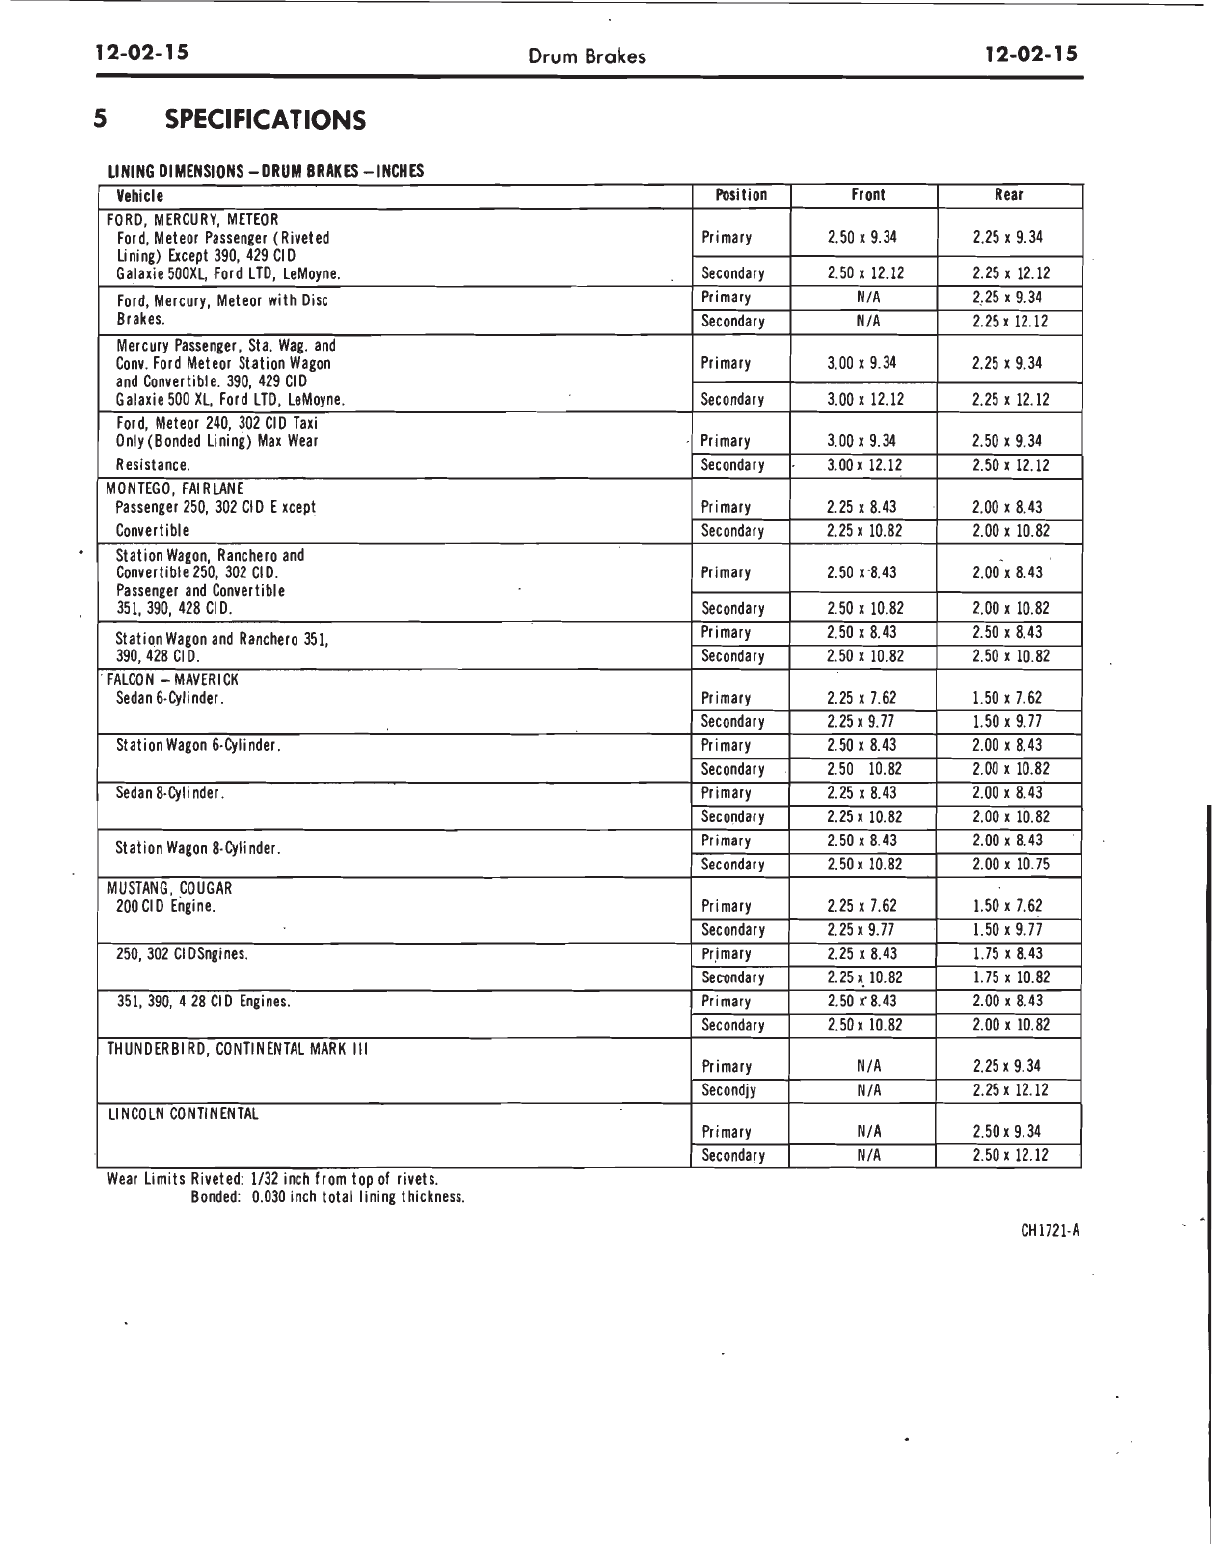 12-02-15 Drum Brakes 12-02-15
5 SPECIFICATIONS
LINING DIMENSIONS – DRUM BRAKES – INCHES
Vehicle Position Front Rear
FORD, MERCURY, METEOR
Ford, Meteor Passenger (Riveted Primary 2.50 x 9.34 2.25 x 9.34
Lining) Except 390, 429 CID
Galaxie 500XL, Ford LTD, LeMoyne. Secondary 2.50 x 12.12 2.25 x 12.12
Ford, Mercury, Meteor with Disc Primary N/A 2.25 x 9.34
Brakes. Secondary N/A 2.25 x 12.12
Mercury Passenger, Sta. Wag. and
Conv. Ford Meteor Station Wagon Primary 3.00 x 9.34 2.25 x 9.34
and Convertible. 390, 429 CID
Galaxie 500 XL, Ford LTD, LeMoyne. Secondary 3.00 x 12.12 2.25 x 12.12
Ford, Meteor 240, 302 CID Taxi
Only (Bonded Lining) Max Wear Primary 3.00 x 9.34 2.50 x 9.34
Resistance. Secondary 3.00 x 12.12 2.50 x 12.12
MONTEGO, FAIRLANE
Passenger 250, 302 CID Except Primary 2.25 x 8.43 2.00 x 8.43
Convertible Secondary 2.25 x 10.82 2.00 x 10.82
Station Wagon, Ranchero and
Convertible 250, 302 CID. Primary 2.50 x 8.43 2.00 x 8.43
Passenger and Convertible
351, 390, 428 CID. Secondary 2.50 x 10.82 2.00 x 10.82
Station Wagon and Ranchero 351, Primary 2.50 x 8.43 2.50 x 8.43
390, 428 CID. Secondary 2.50 x 10.82 2.50 x 10.82
FALCON – MAVERICK
Sedan 6-Cylinder. Primary 2.25 x 7.62 1.50 x 7.62
Secondary 2.25 x 9.77 1.50 x 9.77
Station Wagon 6-Cylinder. Primary 2.50 x 8.43 2.00 x 8.43
Secondary 2.50 10.82 2.00 x 10.82
Sedan 8-Cylinder. Primary 2.25 x 8.43 2.00 x 8.43
Secondary 2.25 x 10.82 2.00 x 10.82
Station Wagon 8-Cylinder. Primary 2.50 x 8.43 2.00 x 8.43
Secondary 2.50 x 10.82 2.00 x 10.75
MUSTANG, COUGAR
200 CID Engine. Primary 2.25 x 7.62 1.50 x 7.62
Secondary 2.25 x 9.77 1.50 x 9.77
250, 302 CIDSngines. Primary 2.25 x 8.43 1.75 x 8.43
Secondary 2.25 x 10.82 1.75 x 10.82
351, 390, 4 28 CID Engines. Primary 2.50 x 8.43 2.00 x 8.43
Secondary 2.50 x 10.82 2.00 x 10.82
THUNDERBIRD, CONTINENTAL MARK III
Primary N/A 2.25 x 9.34
Secondjy N/A 2.25 x 12.12
LINCOLN CONTINENTAL
Primary N/A 2.50 x 9.34
Secondary N/A 2.50 x 12.12
Wear Limits Riveted: 1/32 inch from top of rivets.
Bonded: 0.030 inch total lining thickness.
CH1721-A